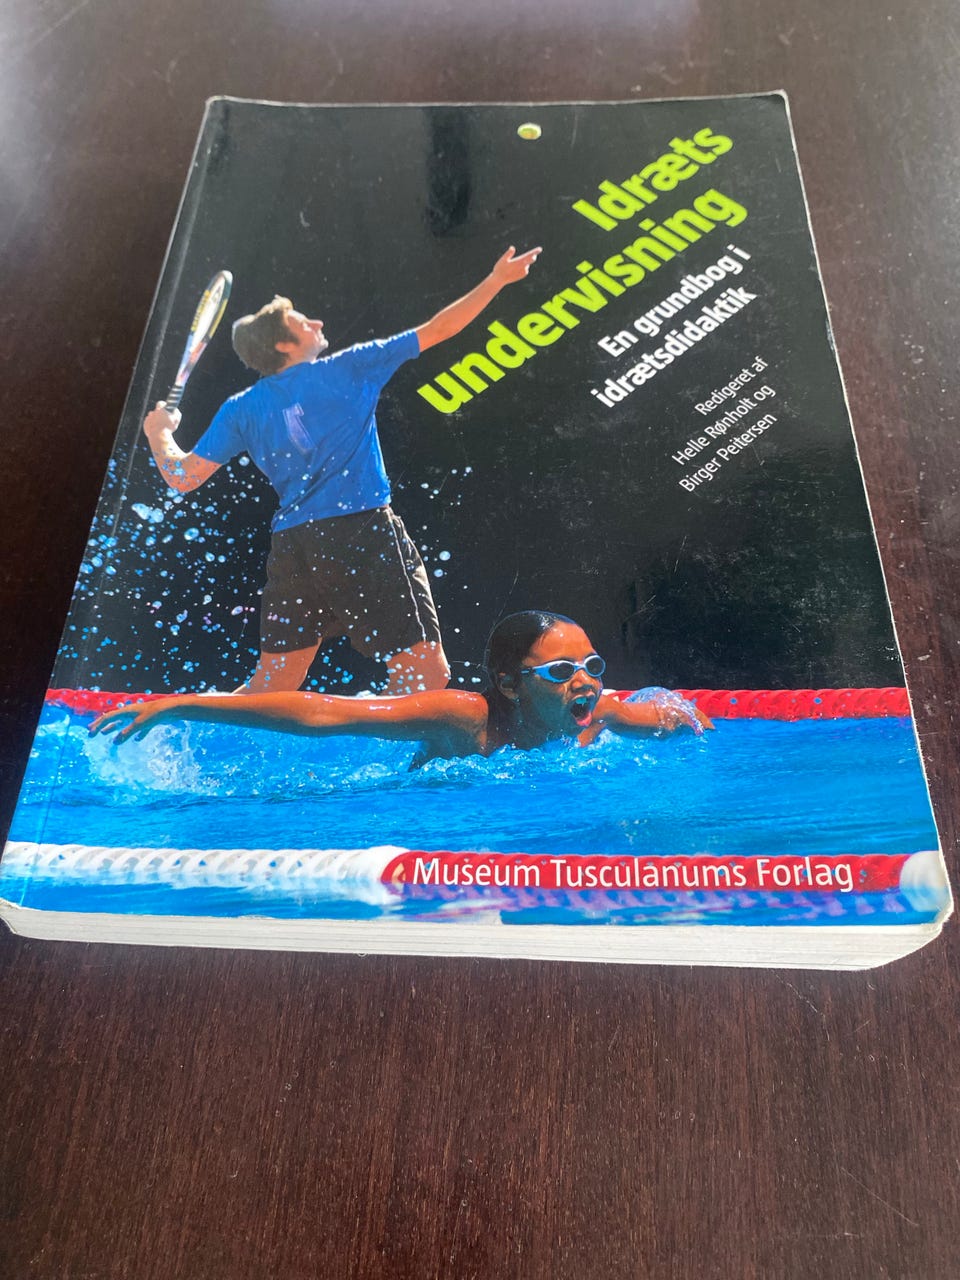 Idræts
undervisning
En grundbog i
idrætsdidaktik
Redigeret af
Helle Rønholt og
Birger Peitersen
Museum Tusculanums Forlag